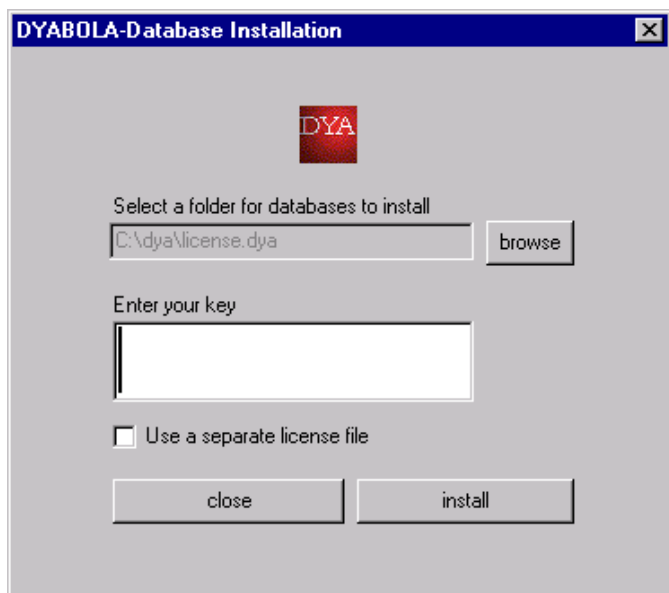 DYABOLA-Database Installation
DYA
Select a folder for databases to install
C:\dya\license.dya
browse
Enter your key
Use a separate license file
close
install